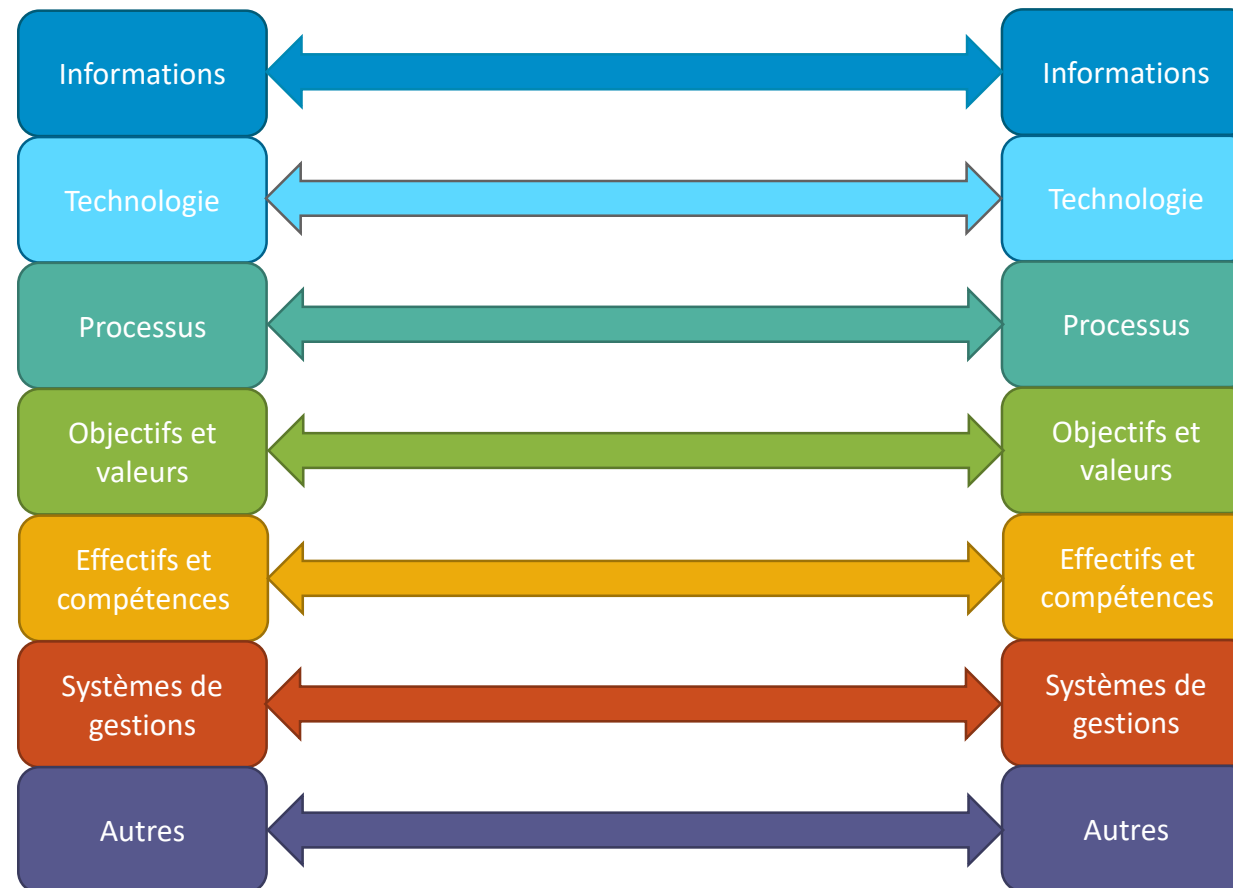 Informations
Informations
Technologie
Technologie
Processus
Processus
Objectifs et
valeurs
Objectifs et
valeurs
Effectifs et
compétences
Effectifs et
compétences
Systèmes de
gestions
Systèmes de
gestions
Autres
Autres